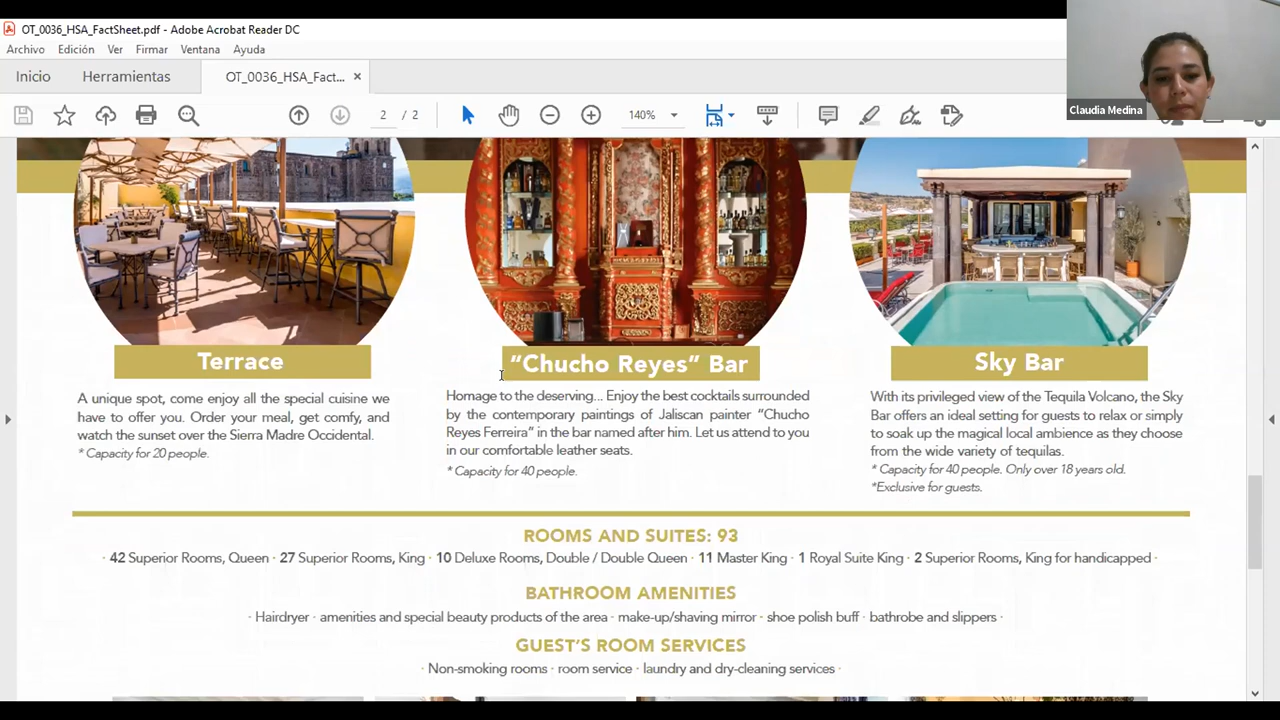 OT_0036_HSA_FactSheet.pdf - Adobe Acrobat Reader DC
Archivo Edición Ver Firmar Ventana Ayuda
Inicio Herramientas OT_0036_HSA_Fact... ×
2 / 2 140%
Claudia Medina
Terrace
A unique spot, come enjoy all the special cuisine we
have to offer you. Order your meal, get comfy, and
watch the sunset over the Sierra Madre Occidental.
* Capacity for 20 people.
“Chucho Reyes” Bar
Homage to the deserving... Enjoy the best cocktails surrounded
by the contemporary paintings of Jaliscan painter “Chucho
Reyes Ferreira” in the bar named after him. Let us attend to you
in our comfortable leather seats.
* Capacity for 40 people.
Sky Bar
With its privileged view of the Tequila Volcano, the Sky
Bar offers an ideal setting for guests to relax or simply
to soak up the magical local ambience as they choose
from the wide variety of tequilas.
* Capacity for 40 people. Only over 18 years old.
*Exclusive for guests.
ROOMS AND SUITES: 93
· 42 Superior Rooms, Queen · 27 Superior Rooms, King · 10 Deluxe Rooms, Double / Double Queen · 11 Master King · 1 Royal Suite King · 2 Superior Rooms, King for handicapped ·
BATHROOM AMENITIES
· Hairdryer · amenities and special beauty products of the area · make-up/shaving mirror · shoe polish buff · bathrobe and slippers ·
GUEST'S ROOM SERVICES
· Non-smoking rooms · room service · laundry and dry-cleaning services ·